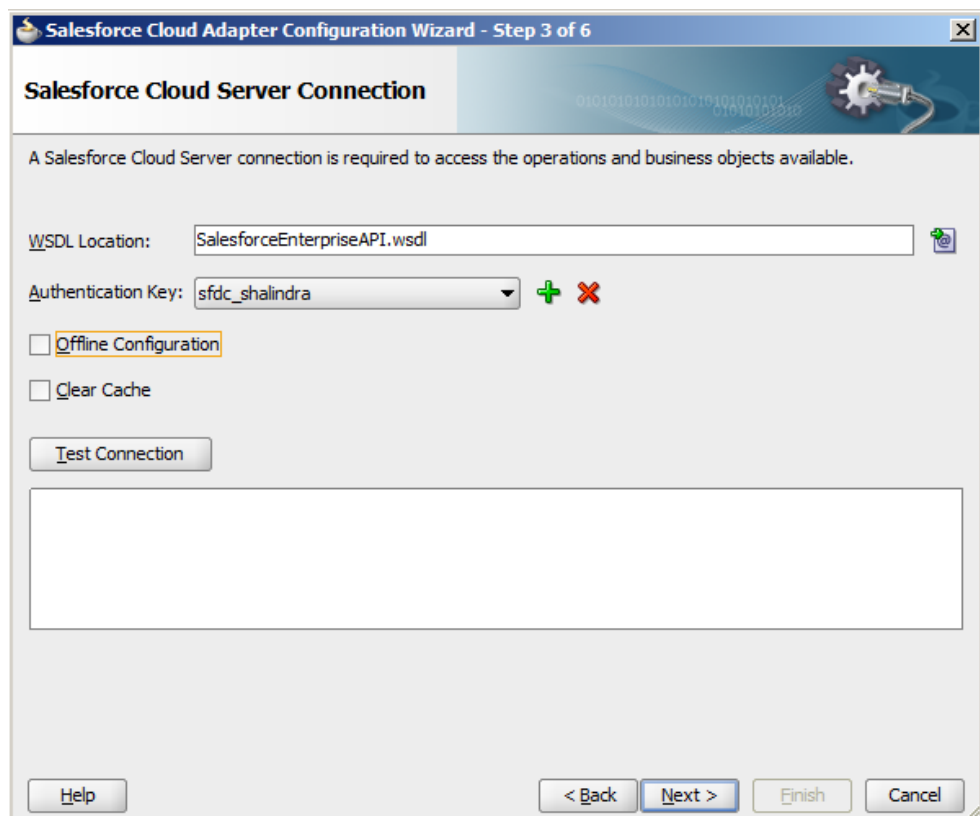 Salesforce Cloud Adapter Configuration Wizard - Step 3 of 6
Salesforce Cloud Server Connection
0101010101010101010101010101
01010101010
A Salesforce Cloud Server connection is required to access the operations and business objects available.
WSDL Location: SalesforceEnterpriseAPI.wsdl
Authentication Key: sfdc_shalindra
Offline Configuration
Clear Cache
Test Connection
Help < Back Next > Finish Cancel